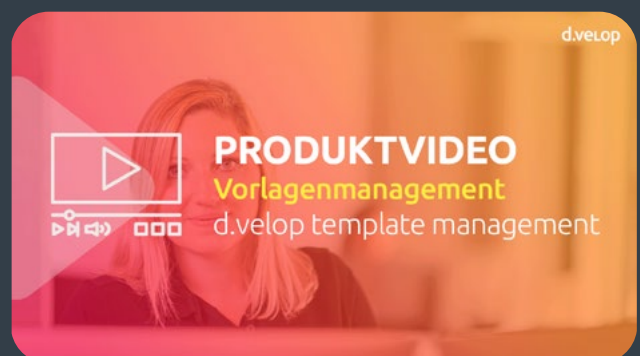 d.velop
PRODUKTVIDEO
Vorlagenmanagement
d.velop template management